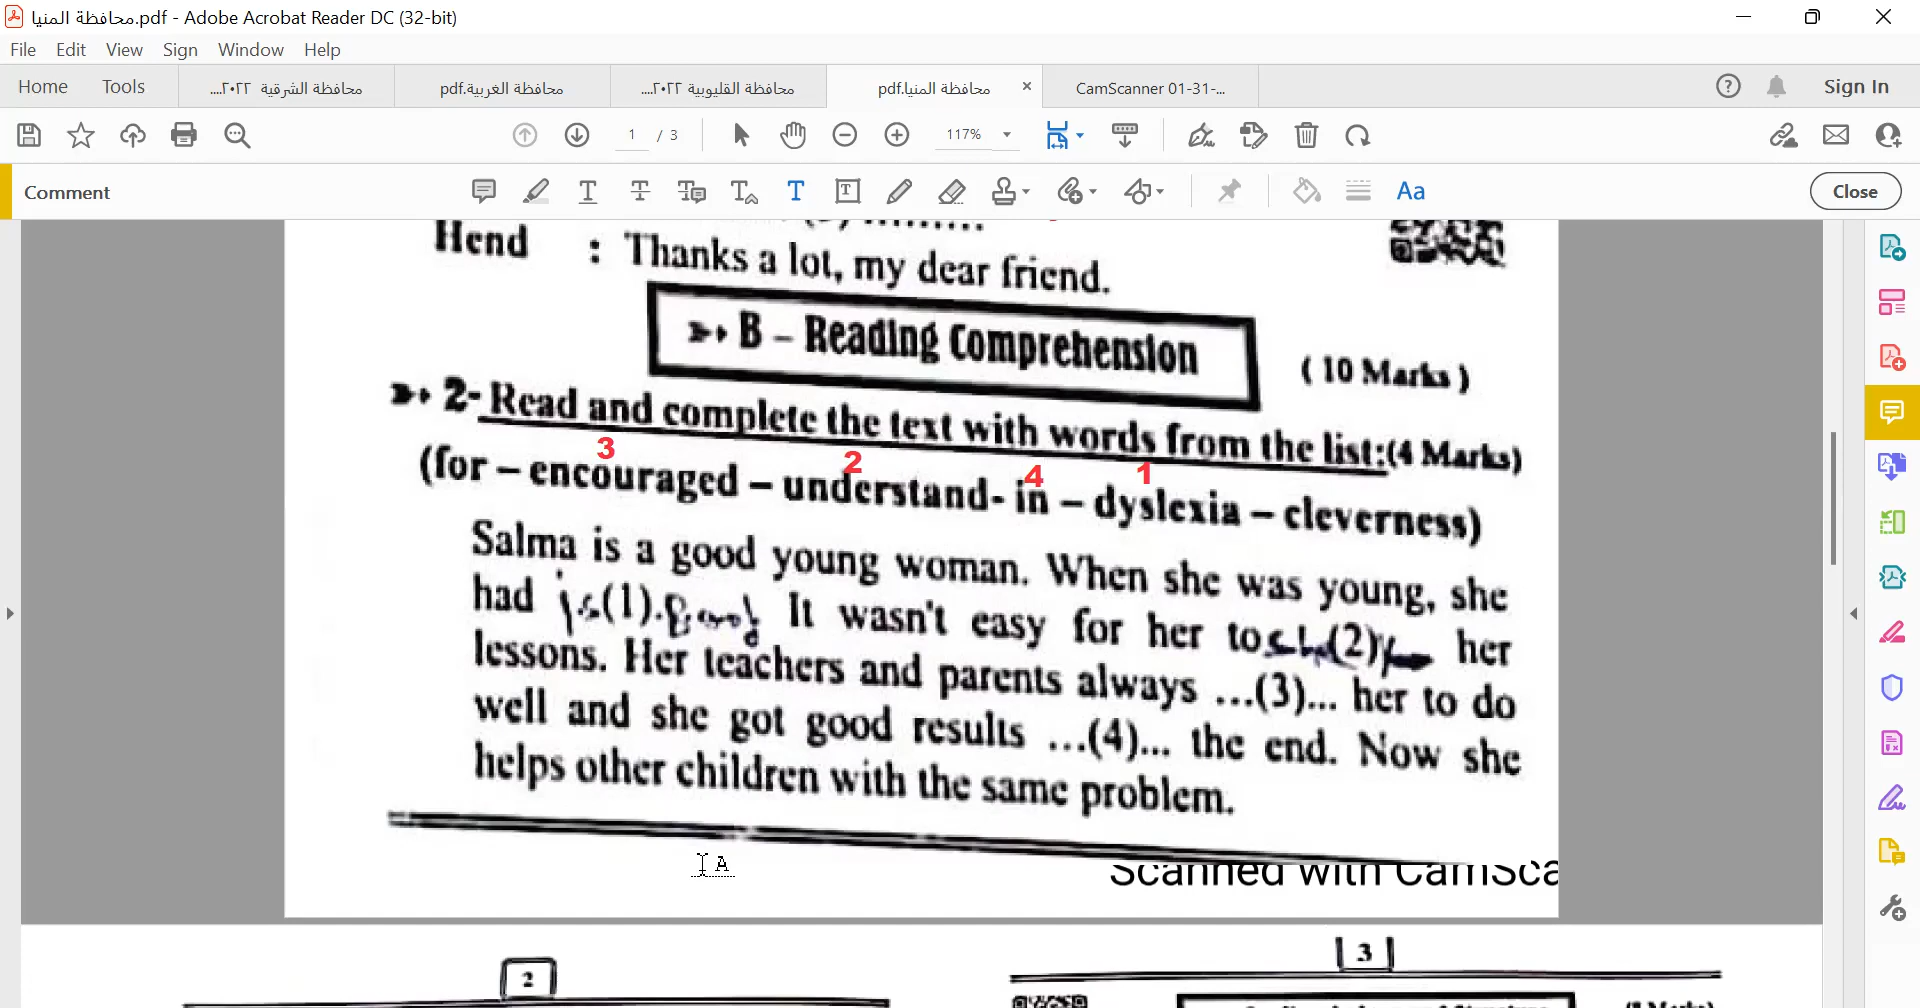 محافظة المنيا.pdf - Adobe Acrobat Reader DC (32-bit)
File Edit View Sign Window Help
Home Tools محافظة الشرقية ٢٠٢٢.... محافظة الغربية.pdf محافظة القليوبية ٢٠٢٢.... محافظة المنيا.pdf × CamScanner 01-31-... Sign In
1 / 3 117%
Comment Close
Hend : Thanks a lot, my dear friend.
B – Reading Comprehension
( 10 Marks )
2- Read and complete the text with words from the list:(4 Marks)
3 2 4 1
(for – encouraged – understand- in – dyslexia – cleverness)
Salma is a good young woman. When she was young, she
had (1). It wasn't easy for her to (2) her
lessons. Her teachers and parents always ...(3)... her to do
well and she got good results ...(4)... the end. Now she
helps other children with the same problem.
Scanned with CamSca
2 3